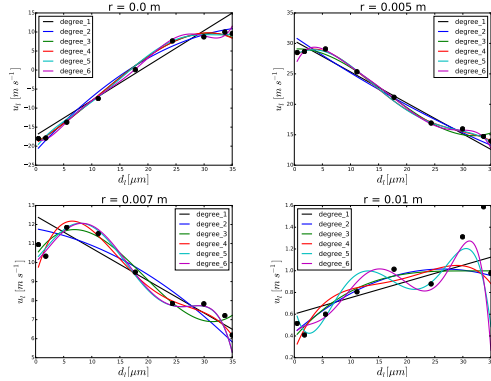 r = 0.0 m
degree_1
degree_2
degree_3
degree_4
degree_5
degree_6
15
10
5
0
−5
−10
−15
−20
−25
u_l [m s^{-1}]
0 5 10 15 20 25 30 35
d_l[μm]
r = 0.005 m
degree_1
degree_2
degree_3
degree_4
degree_5
degree_6
35
30
25
20
15
10
u_l [m s^{-1}]
0 5 10 15 20 25 30 35
d_l[μm]
r = 0.007 m
degree_1
degree_2
degree_3
degree_4
degree_5
degree_6
13
12
11
10
9
8
7
6
5
u_l [m s^{-1}]
0 5 10 15 20 25 30 35
d_l[μm]
r = 0.01 m
degree_1
degree_2
degree_3
degree_4
degree_5
degree_6
1.6
1.4
1.2
1.0
0.8
0.6
0.4
0.2
u_l [m s^{-1}]
0 5 10 15 20 25 30 35
d_l[μm]